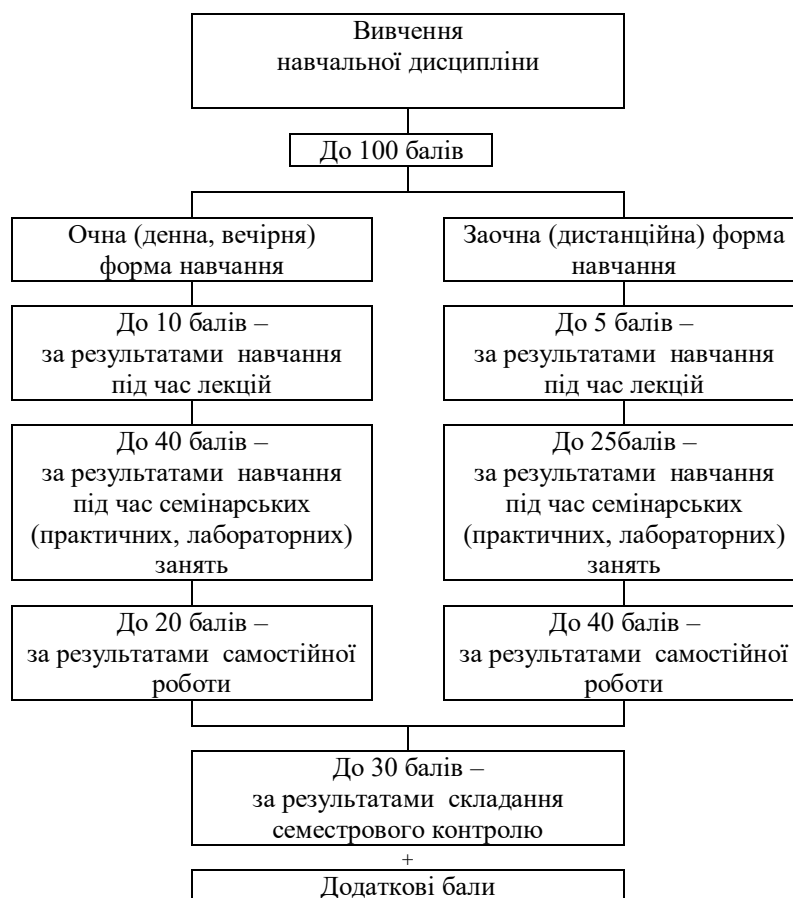 Вивчення
навчальної дисципліни
До 100 балів
Очна (денна, вечірня)
форма навчання
До 10 балів –
за результатами навчання
під час лекцій
До 40 балів –
за результатами навчання
під час семінарських
(практичних, лабораторних)
занять
До 20 балів –
за результатами самостійної
роботи
Заочна (дистанційна) форма
навчання
До 5 балів –
за результатами навчання
під час лекцій
До 25балів –
за результатами навчання
під час семінарських
(практичних, лабораторних)
занять
До 40 балів –
за результатами самостійної
роботи
До 30 балів –
за результатами складання
семестрового контролю
+
Додаткові бали